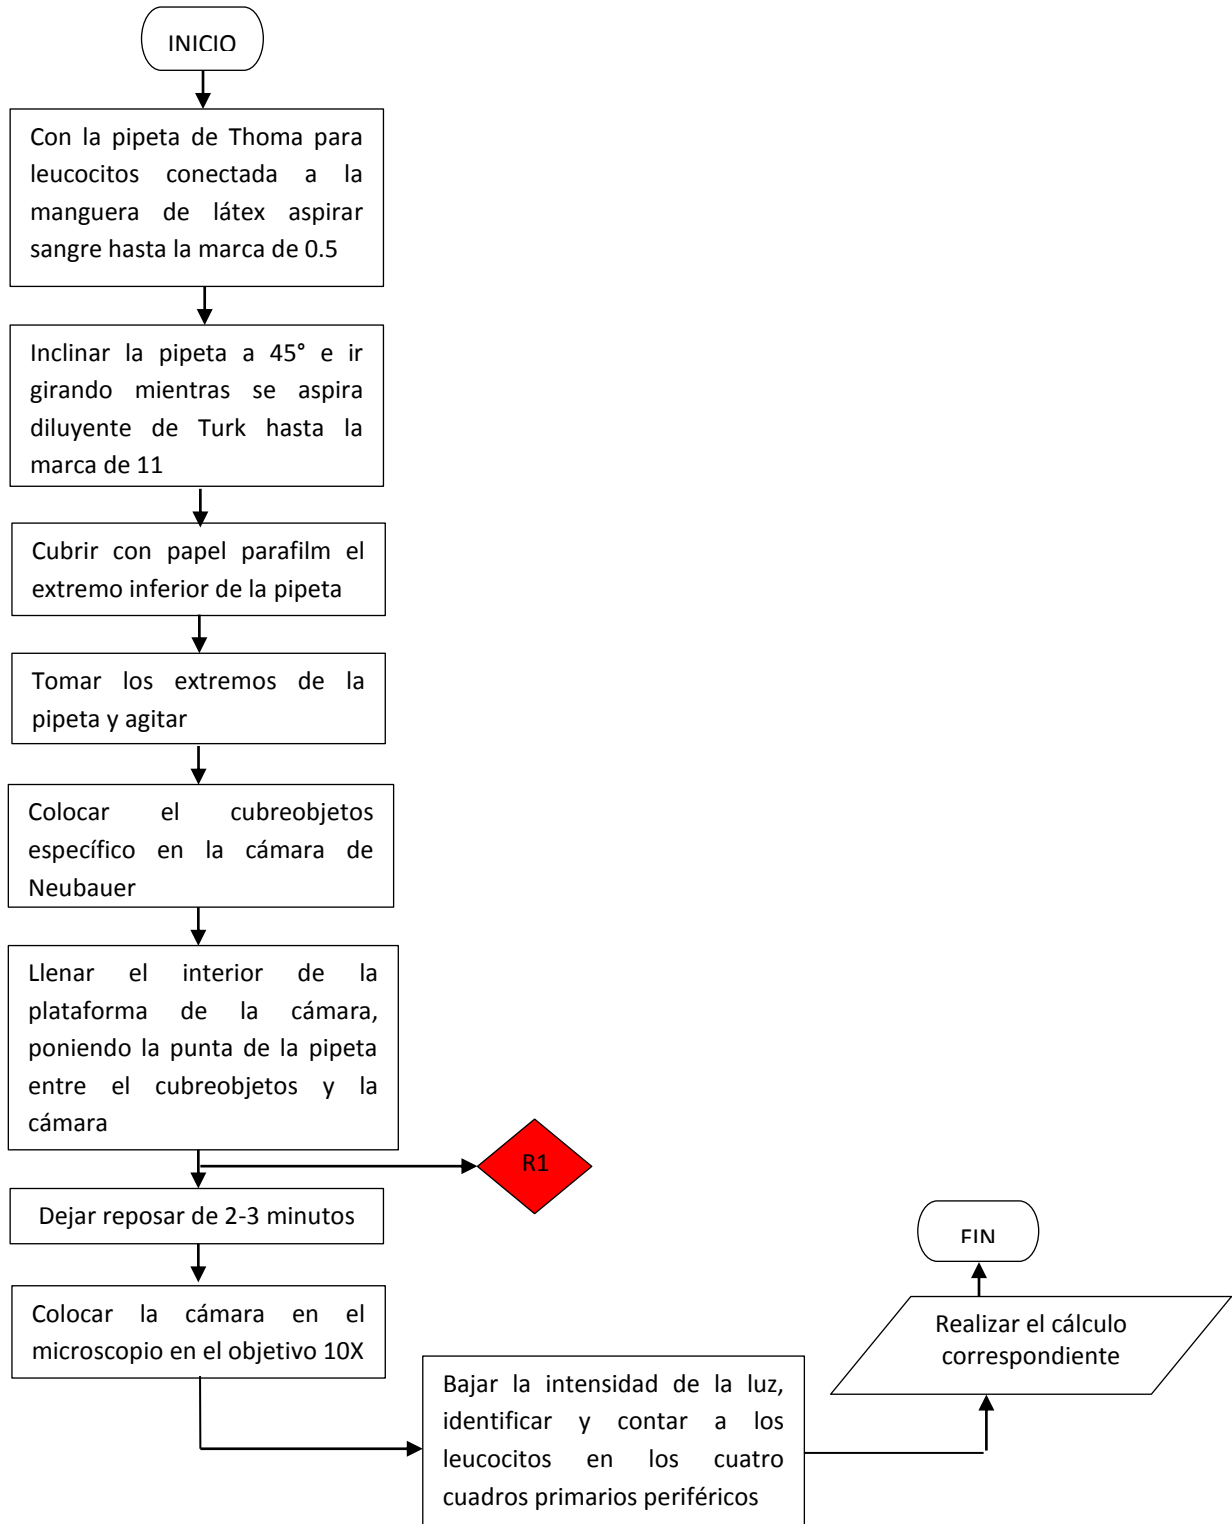 INICIO
Con la pipeta de Thoma para
leucocitos conectada a la
manguera de látex aspirar
sangre hasta la marca de 0.5
Inclinar la pipeta a 45° e ir
girando mientras se aspira
diluyente de Turk hasta la
marca de 11
Cubrir con papel parafilm el
extremo inferior de la pipeta
Tomar los extremos de la
pipeta y agitar
Colocar el cubreobjetos
específico en la cámara de
Neubauer
Llenar el interior de la
plataforma de la cámara,
poniendo la punta de la pipeta
entre el cubreobjetos y la
cámara
R1
Dejar reposar de 2-3 minutos
Colocar la cámara en el
microscopio en el objetivo 10X
Bajar la intensidad de la luz,
identificar y contar a los
leucocitos en los cuatro
cuadros primarios periféricos
Realizar el cálculo
correspondiente
FIN